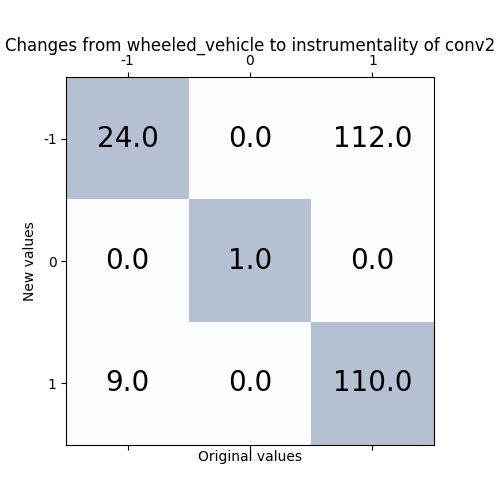 Changes from wheeled_vehicle to instrumentality of conv2
-1 0 1
-1 24.0 0.0 112.0
0 0.0 1.0 0.0
1 9.0 0.0 110.0
New values
Original values